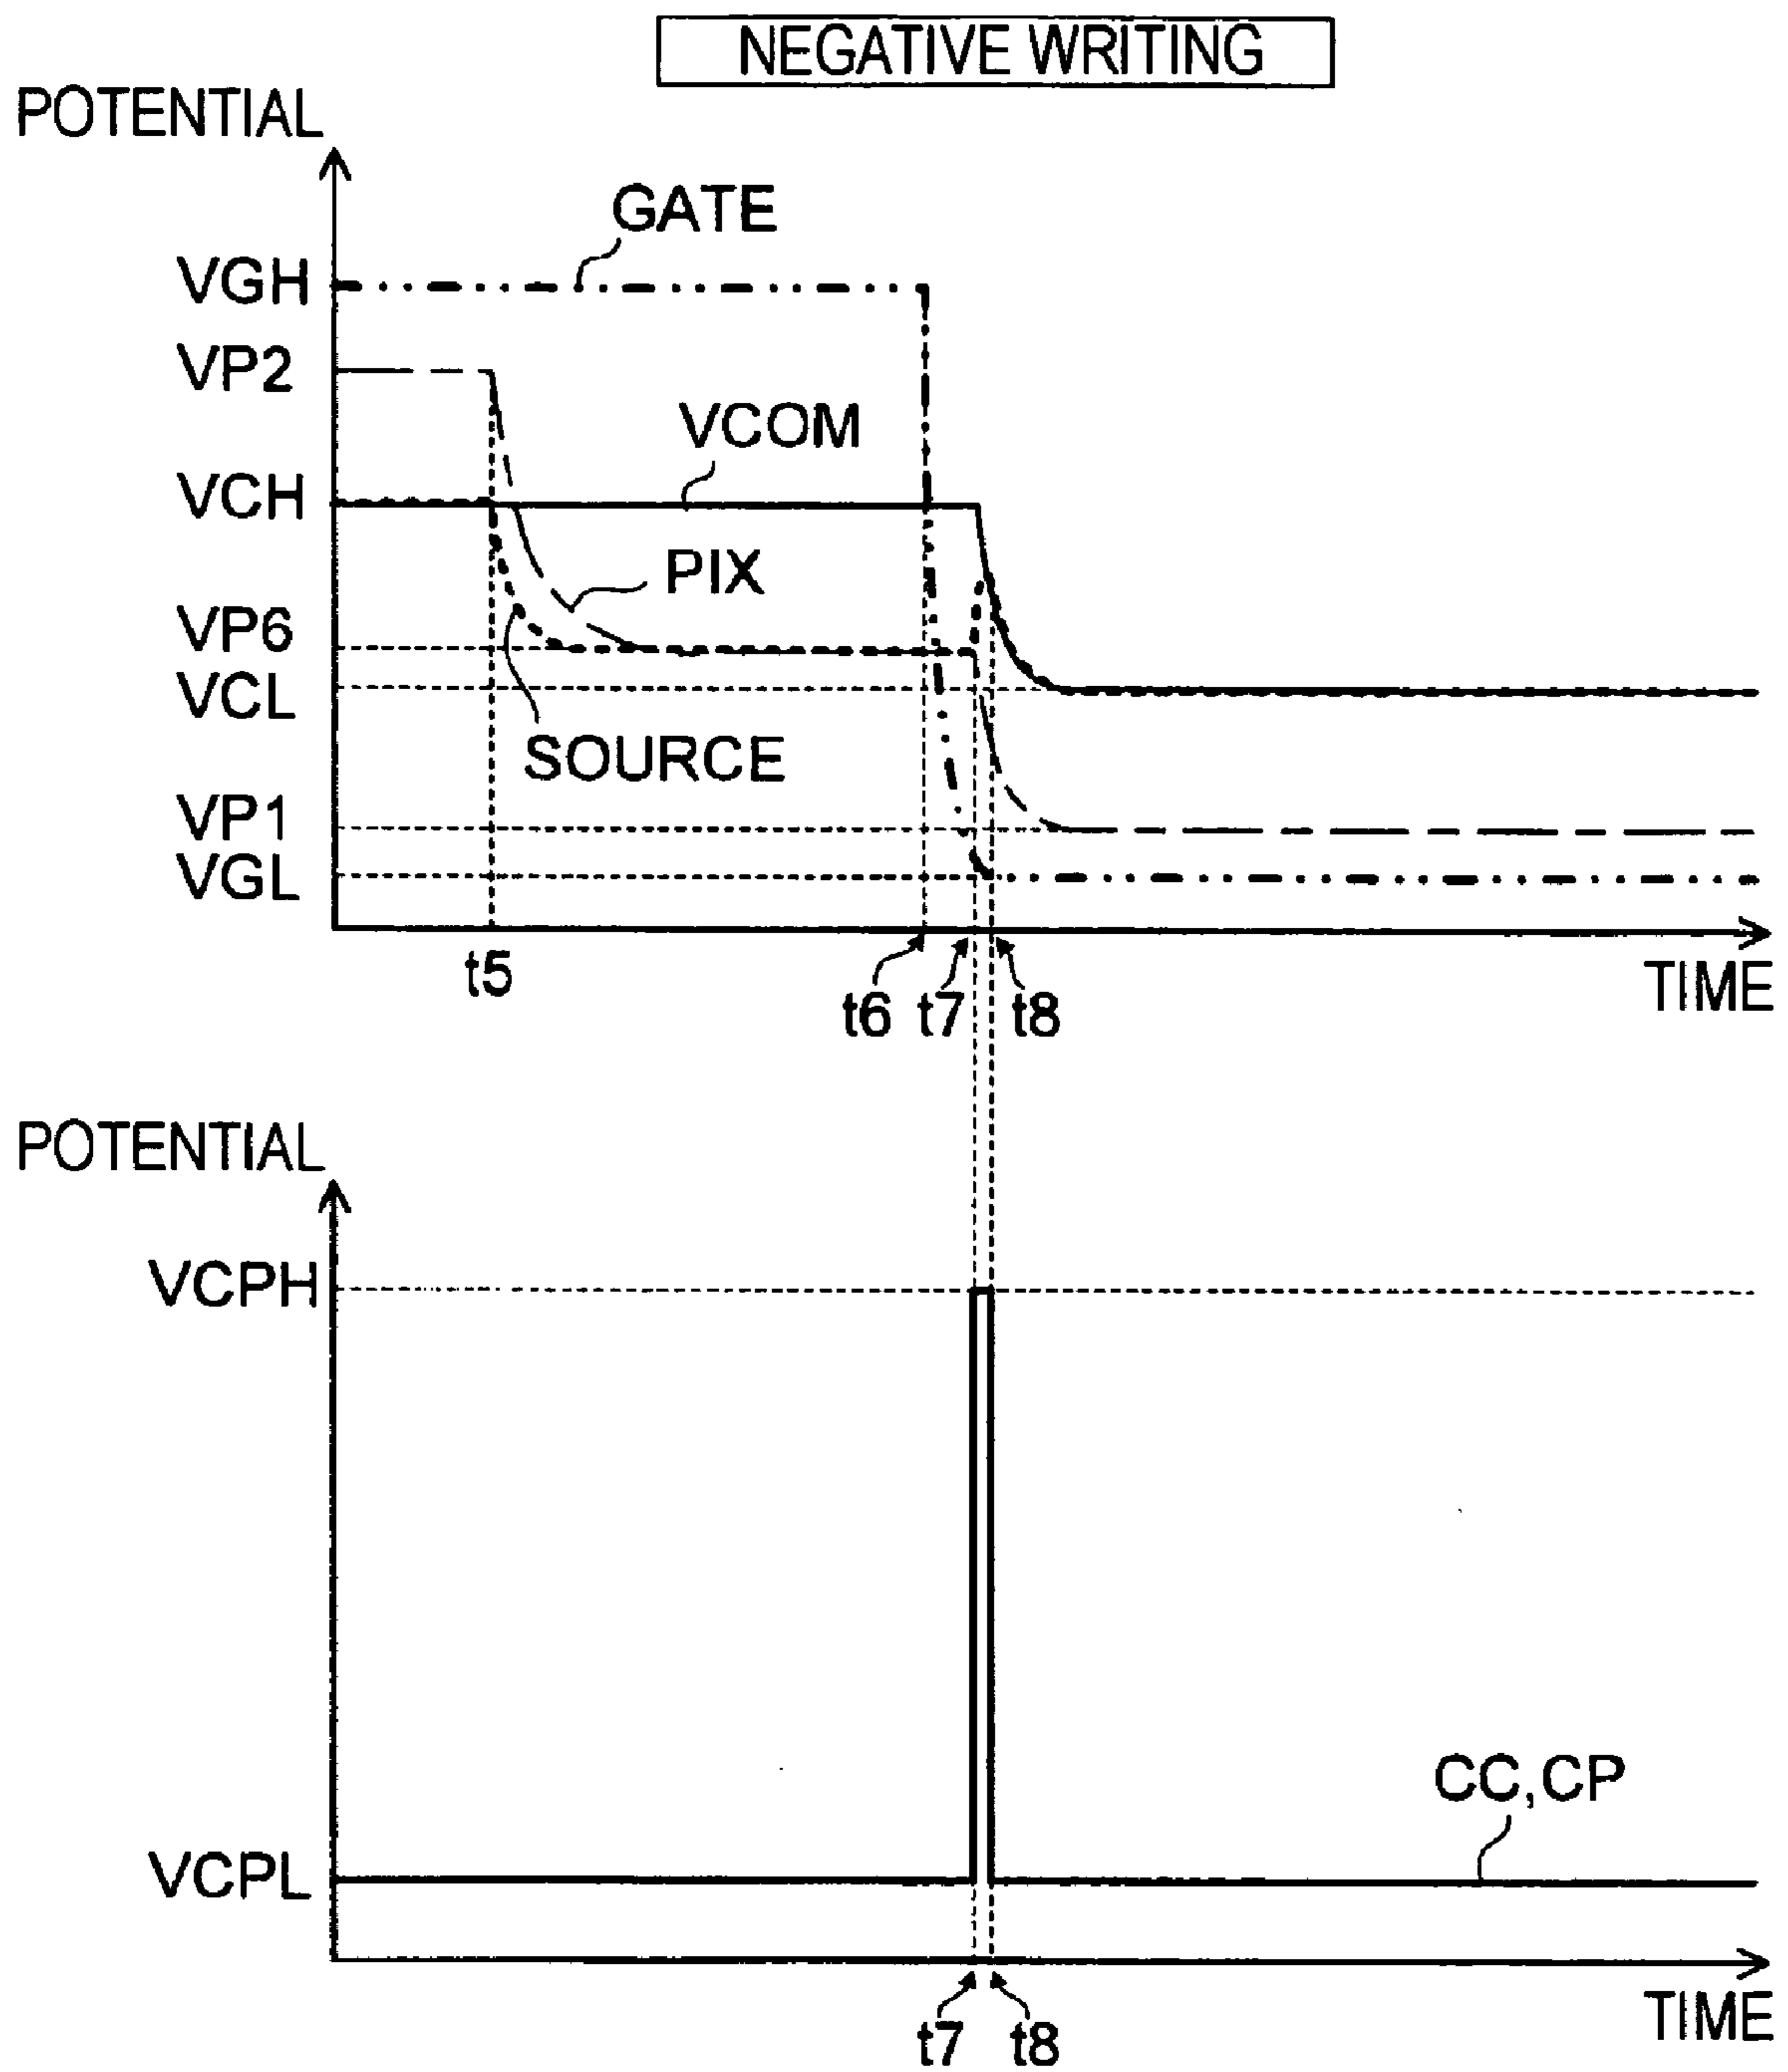 NEGATIVE WRITING
POTENTIAL
GATE
VGH
VP2
VCOM
VCH
PIX
VP6
VCL
SOURCE
VP1
VGL
t5
t6 t7 t8
TIME
POTENTIAL
VCPH
CC,CP
VCPL
TIME
t7 t8